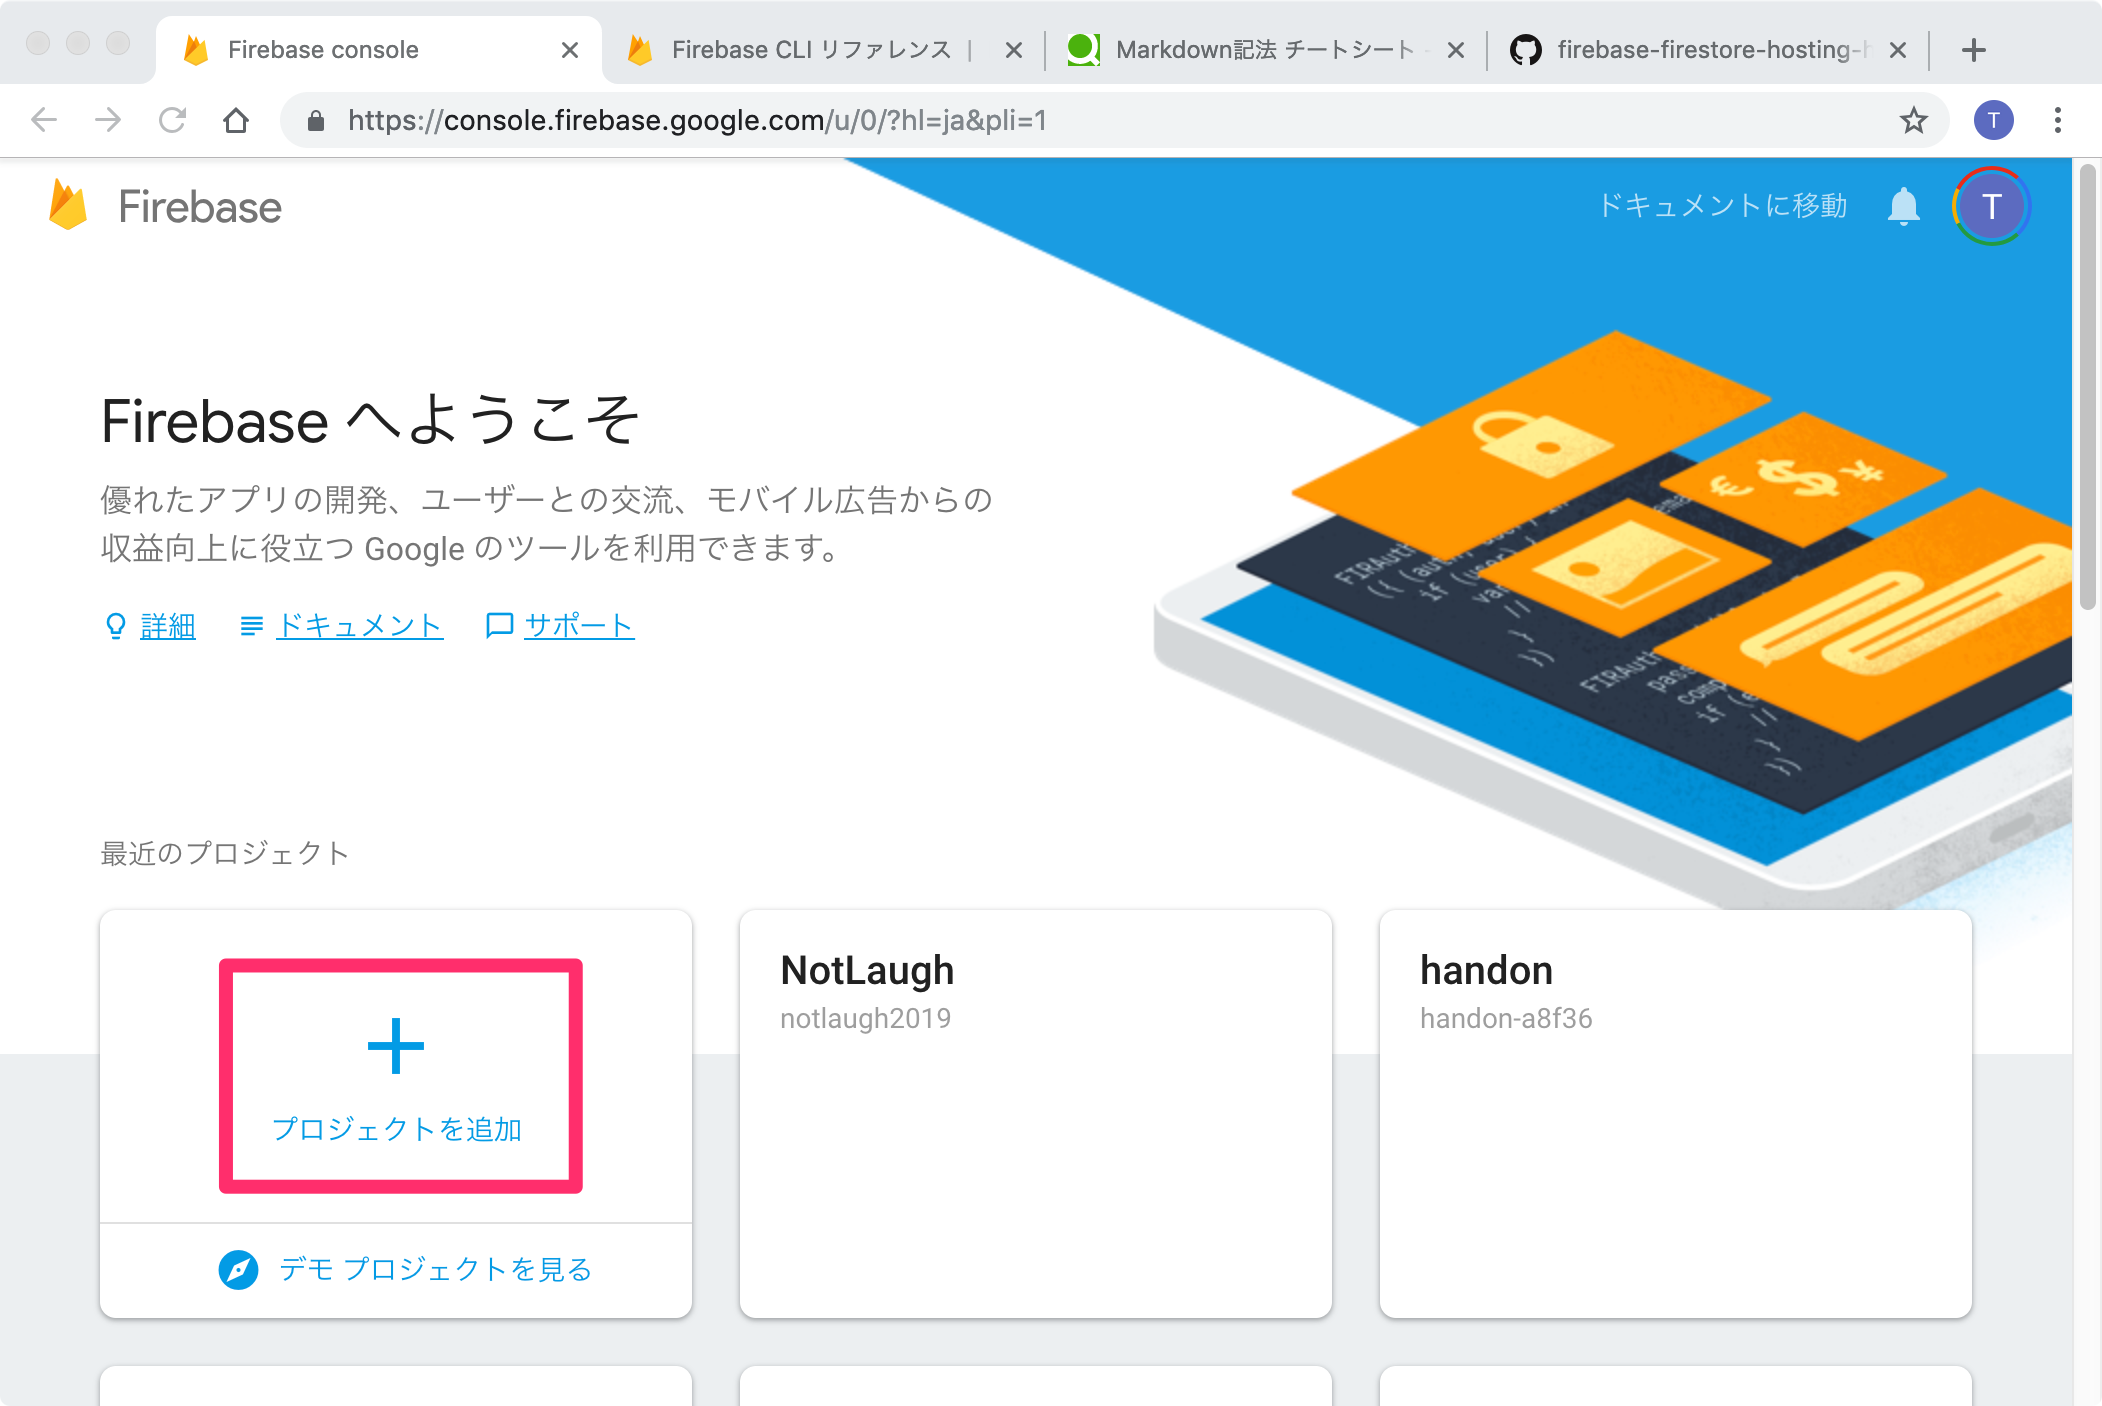 Firebase console
Firebase CLI リファレンス |
Markdown記法 チートシート -
firebase-firestore-hosting-h
https://console.firebase.google.com/u/0/?hl=ja&pli=1
T
Firebase
ドキュメントに移動
T
Firebase へようこそ
優れたアプリの開発、ユーザーとの交流、モバイル広告からの
収益向上に役立つ Google のツールを利用できます。
詳細
ドキュメント
サポート
最近のプロジェクト
プロジェクトを追加
NotLaugh
notlaugh2019
handon
handon-a8f36
デモ プロジェクトを見る